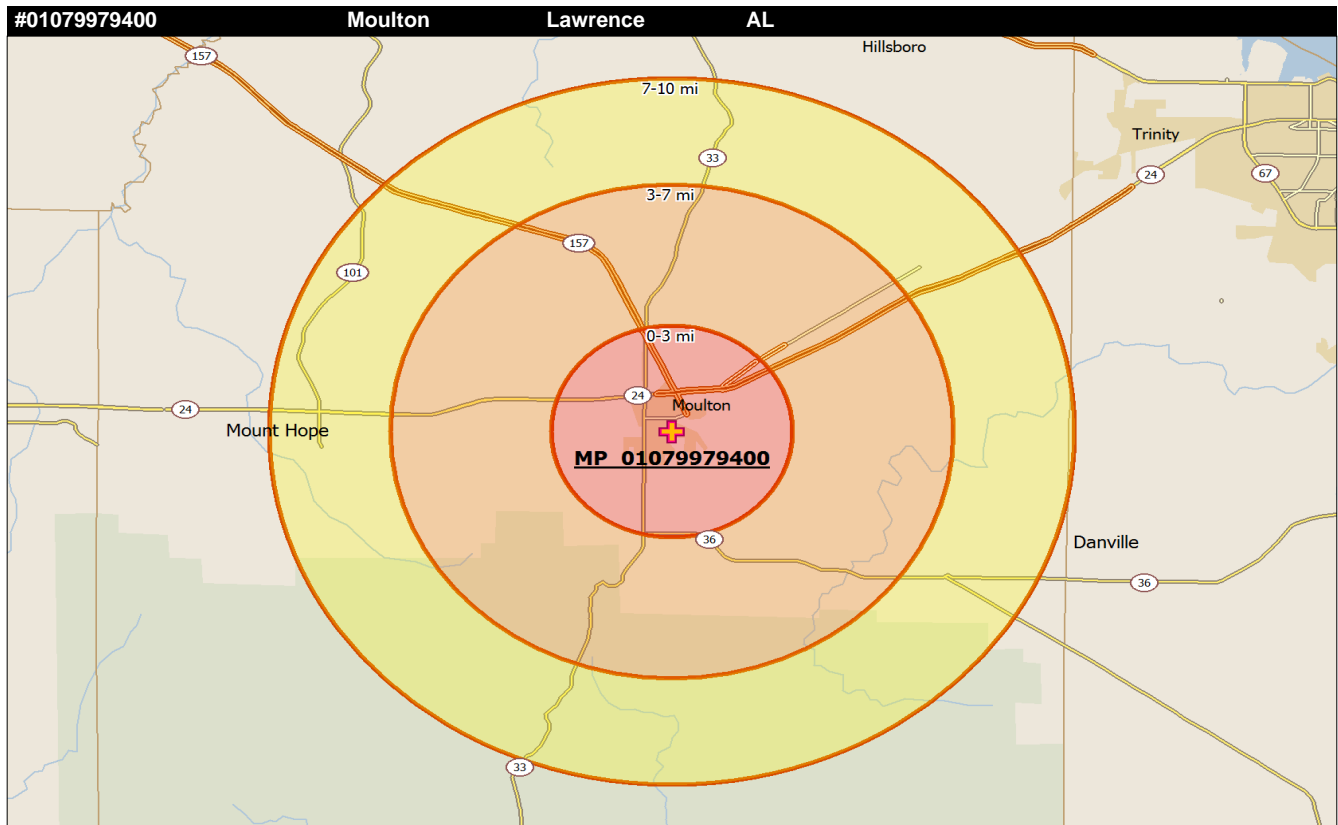 #01079979400 Moulton Lawrence AL
Hillsboro
157
7-10 mi
Trinity
33
24
67
3-7 mi
157
101
0-3 mi
24
24
Moulton
Mount Hope
MP 01079979400
36
Danville
36
33